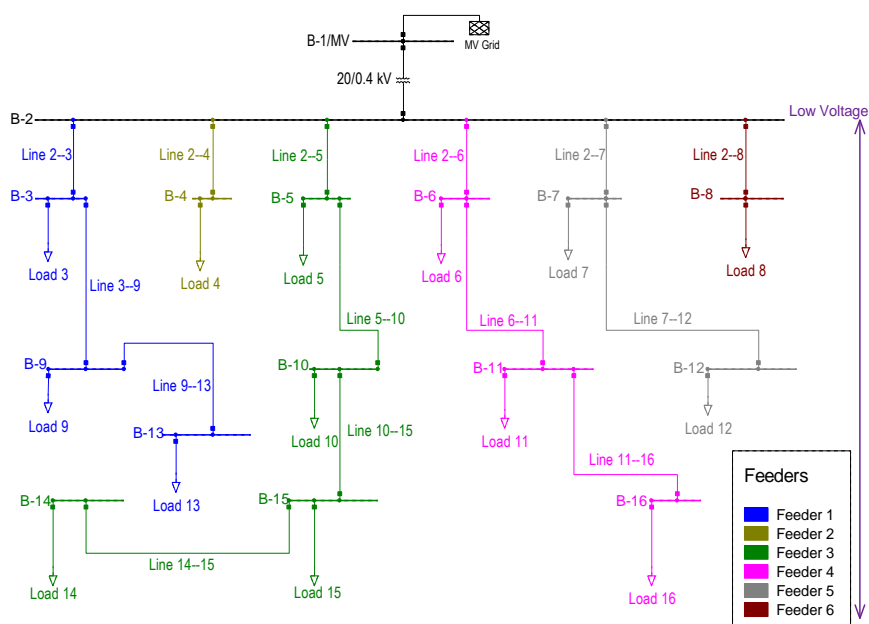 B-1/MV
MV Grid
20/0.4 kV
B-2
Low Voltage
Line 2--3
Line 2--4
Line 2--5
Line 2--6
Line 2--7
Line 2--8
B-3
B-4
B-5
B-6
B-7
B-8
Load 3
Load 4
Load 5
Load 6
Load 7
Load 8
Line 3--9
Line 5--10
Line 6--11
Line 7--12
B-9
B-10
B-11
B-12
Line 9--13
Load 9
Load 10
Load 11
Load 12
B-13
Line 10--15
Line 11--16
Load 13
B-14
B-15
B-16
Line 14--15
Load 14
Load 15
Load 16
Feeders
Feeder 1
Feeder 2
Feeder 3
Feeder 4
Feeder 5
Feeder 6